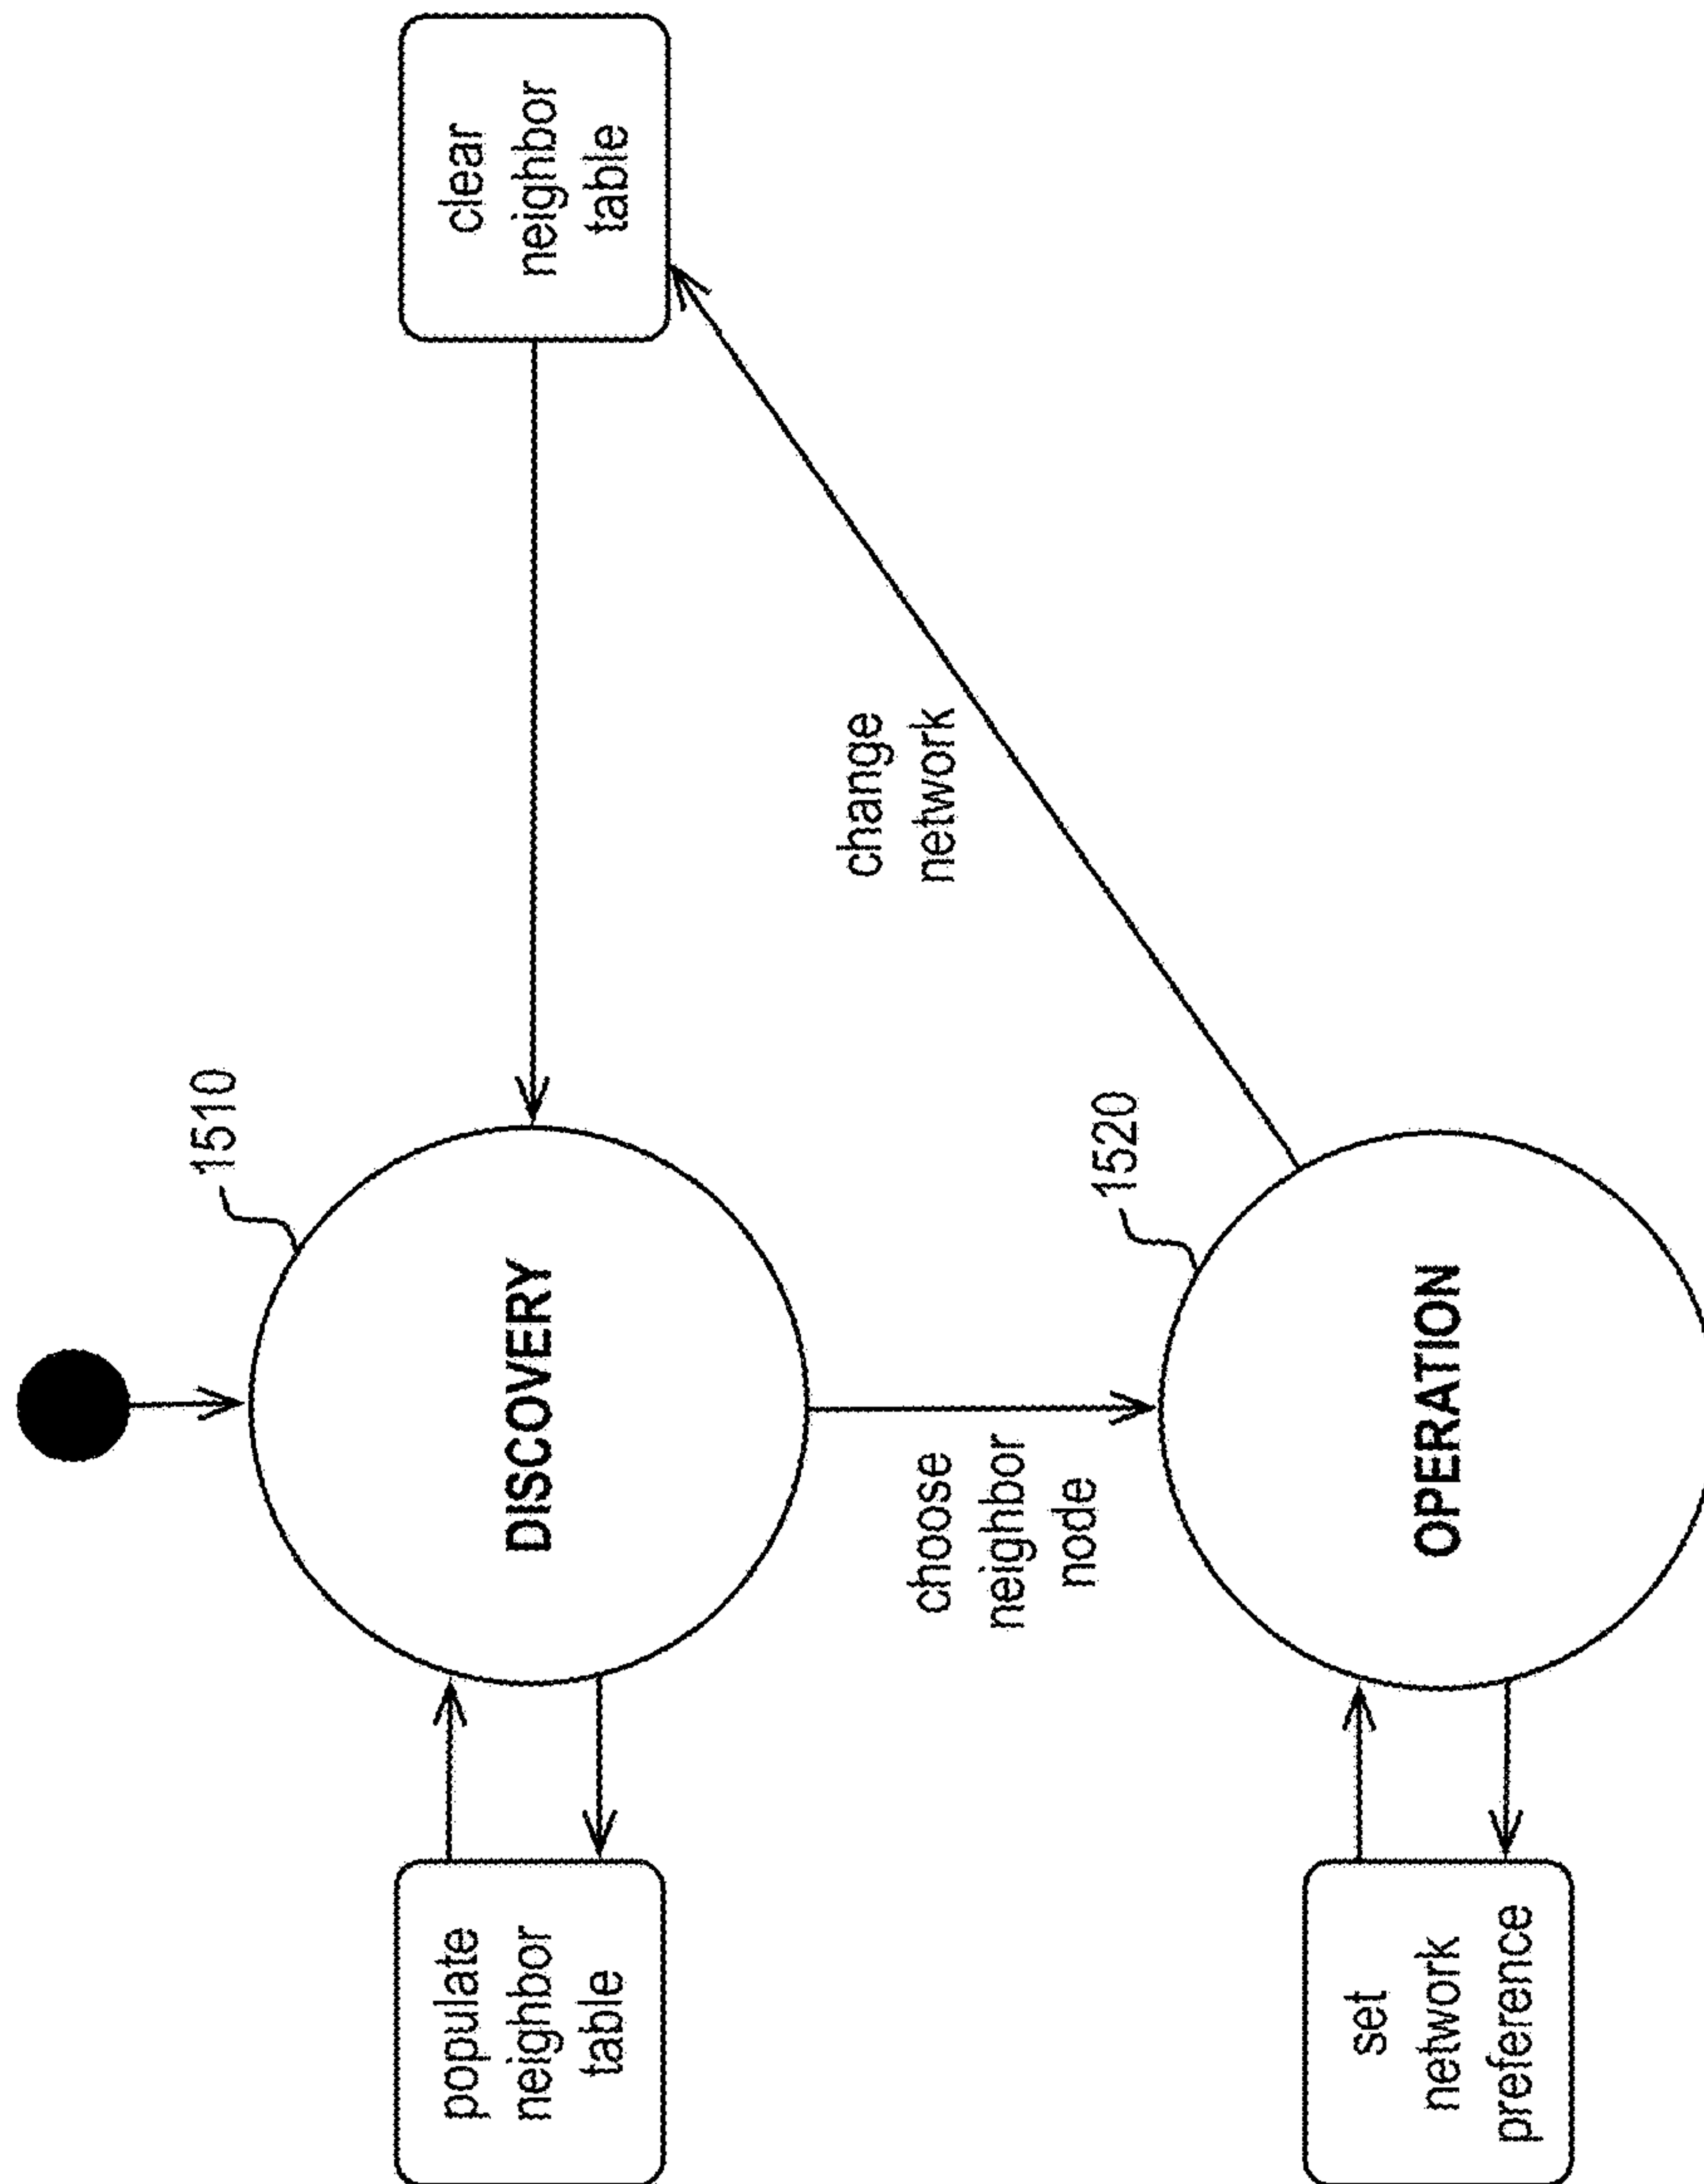 clear
neighbor
table
1510
change
network
DISCOVERY
1520
choose
neighbor
node
OPERATION
populate
neighbor
table
set
network
preference